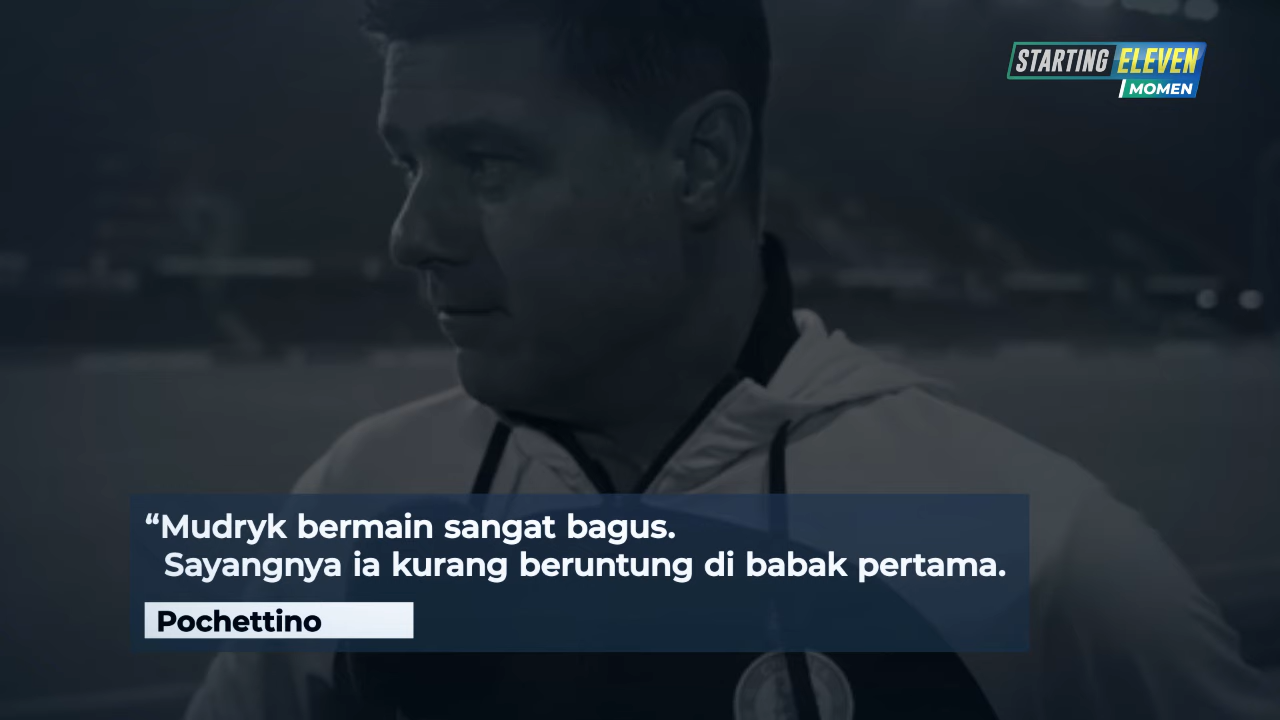 STARTING ELEVEN
MOMEN
“Mudryk bermain sangat bagus.
Sayangnya ia kurang beruntung di babak pertama.
Pochettino